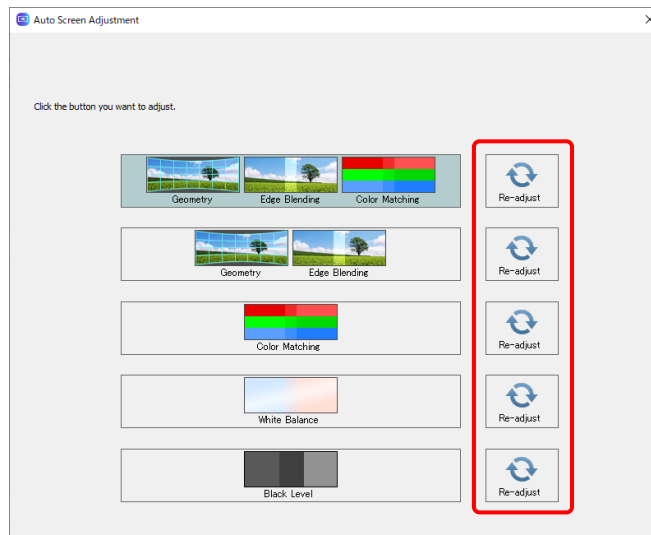 Auto Screen Adjustment
Click the button you want to adjust.
Geometry Edge Blending Color Matching
Re-adjust
Geometry Edge Blending
Re-adjust
Color Matching
Re-adjust
White Balance
Re-adjust
Black Level
Re-adjust